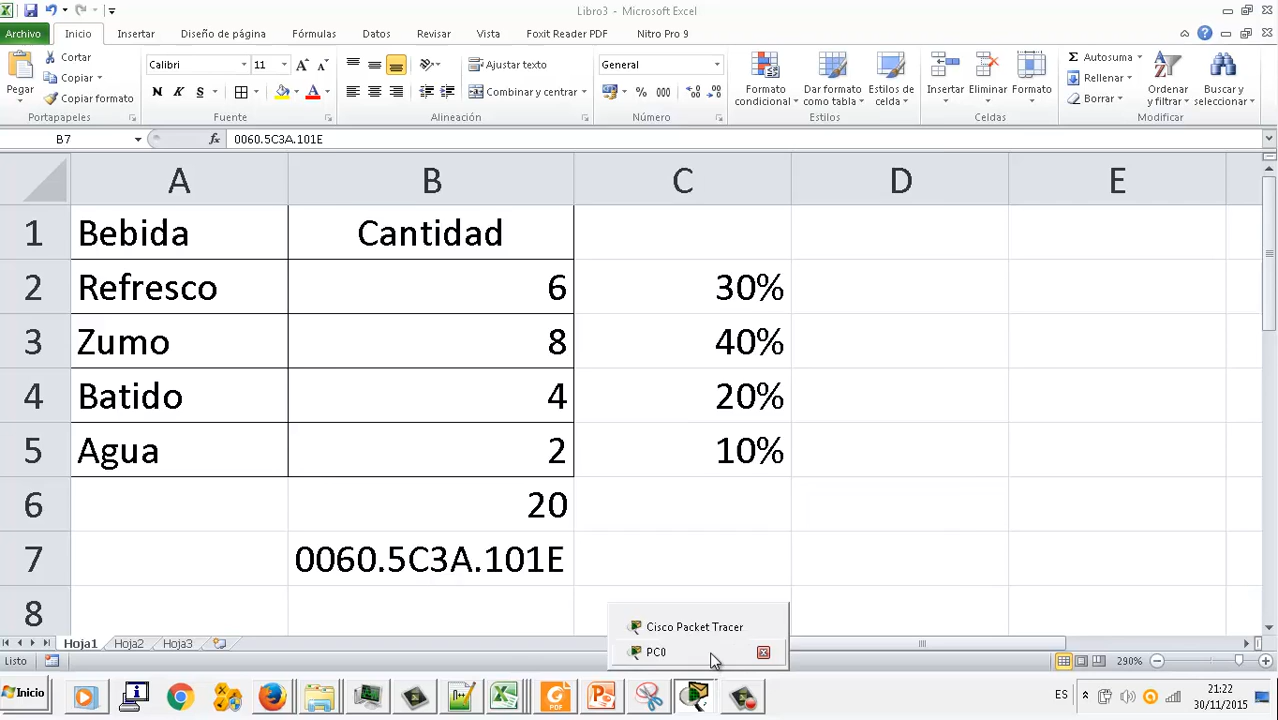 Libro3 - Microsoft Excel
Archivo Inicio Insertar Diseño de página Fórmulas Datos Revisar Vista Foxit Reader PDF Nitro Pro 9
Pegar
Cortar
Copiar
Copiar formato
Portapapeles
Calibri 11
N K S
Fuente
Ajustar texto
Combinar y centrar
Alineación
General
% 000
Número
Formato condicional
Dar formato como tabla
Estilos de celda
Estilos
Insertar Eliminar Formato
Celdas
Autosuma
Rellenar
Borrar
Ordenar y filtrar
Buscar y seleccionar
Modificar
B7 fx 0060.5C3A.101E
A B C D E
1 Bebida Cantidad
2 Refresco 6 30%
3 Zumo 8 40%
4 Batido 4 20%
5 Agua 2 10%
6 20
7 0060.5C3A.101E
8
Cisco Packet Tracer
PC0
Hoja1 Hoja2 Hoja3
Listo 290%
Inicio ES 21:22
30/11/2015